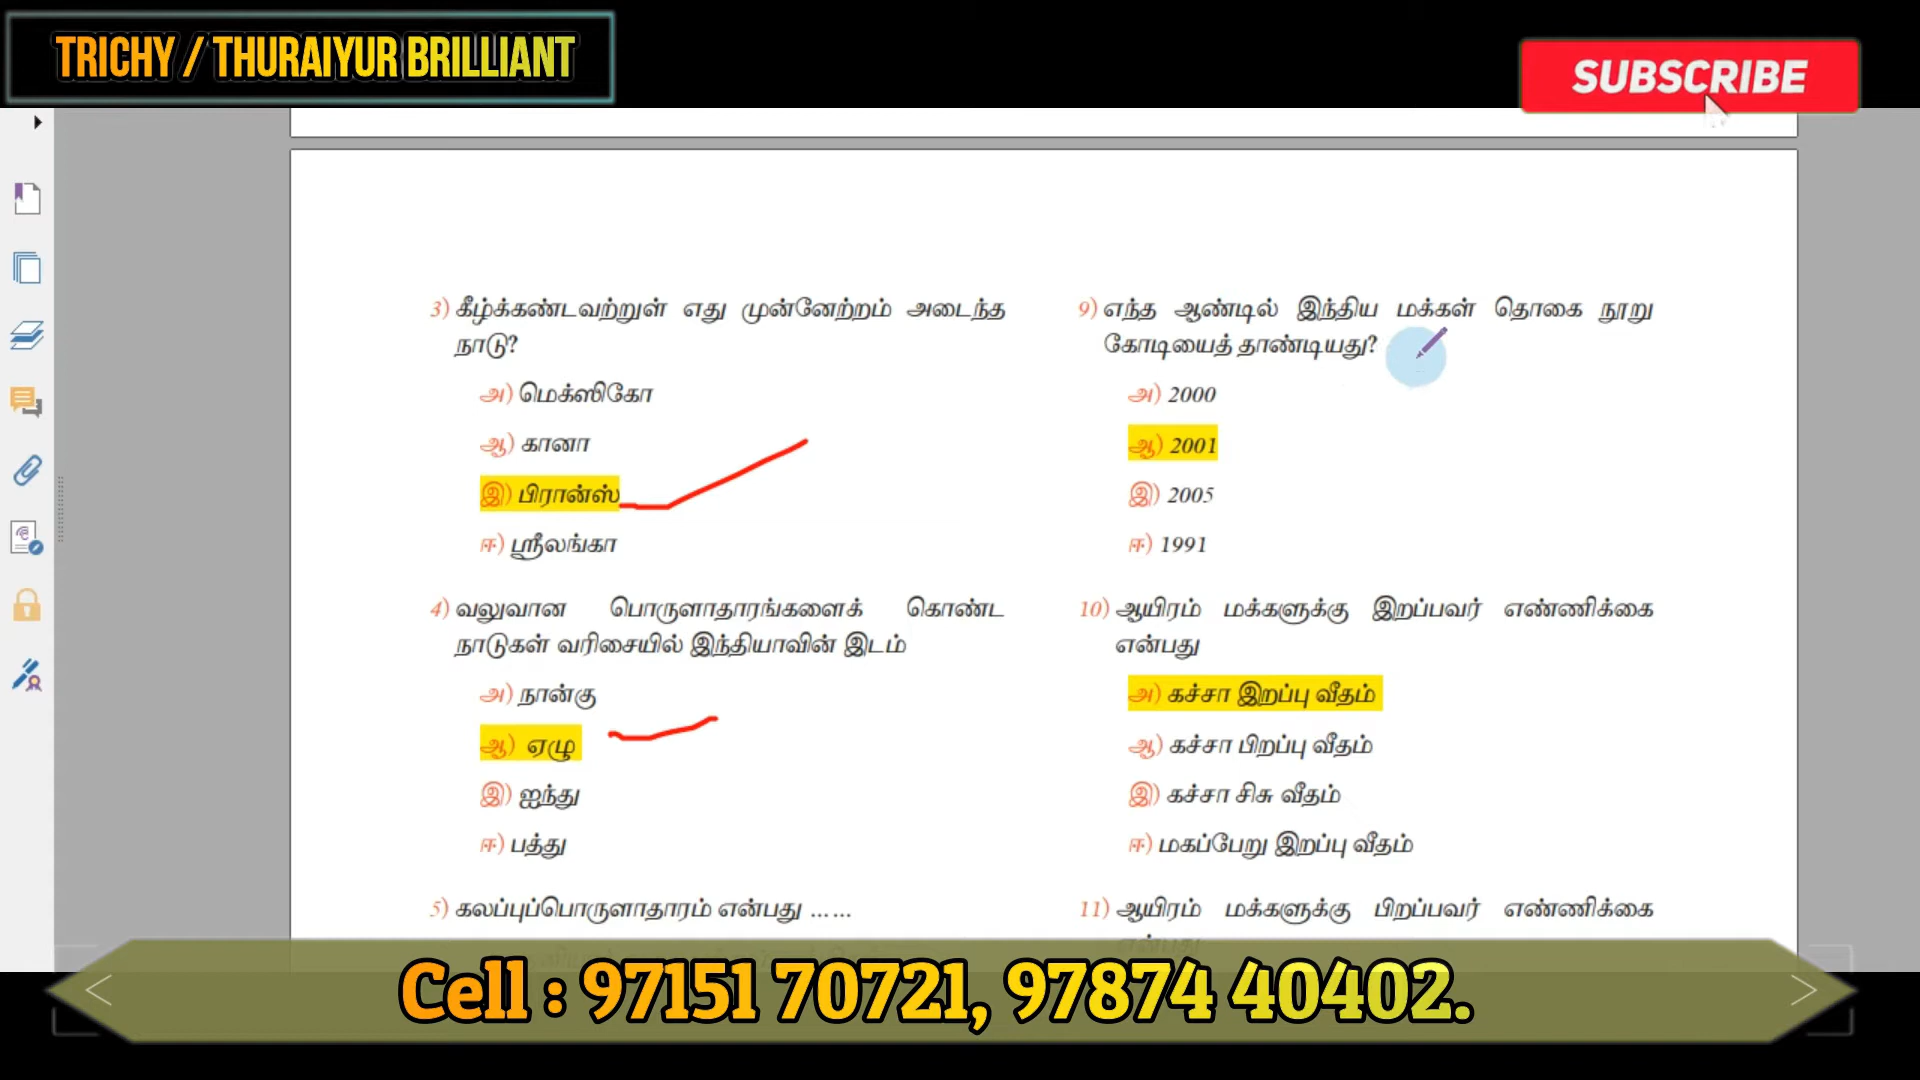 TRICHY / THURAIYUR BRILLIANT
SUBSCRIBE
3) கீழ்க்கண்டவற்றுள் எது முன்னேற்றம் அடைந்த
நாடு?
அ) மெக்ஸிகோ
ஆ) கானா
இ) பிரான்ஸ்
ஈ) ஸ்ரீலங்கா
4) வலுவான பொருளாதாரங்களைக் கொண்ட
நாடுகள் வரிசையில் இந்தியாவின் இடம்
அ) நான்கு
ஆ) ஏழு
இ) ஐந்து
ஈ) பத்து
5) கலப்புப்பொருளாதாரம் என்பது ......
9) எந்த ஆண்டில் இந்திய மக்கள் தொகை நூறு
கோடியைத் தாண்டியது?
அ) 2000
ஆ) 2001
இ) 2005
ஈ) 1991
10) ஆயிரம் மக்களுக்கு இறப்பவர் எண்ணிக்கை
என்பது
அ) கச்சா இறப்பு வீதம்
ஆ) கச்சா பிறப்பு வீதம்
இ) கச்சா சிசு வீதம்
ஈ) மகப்பேறு இறப்பு வீதம்
11) ஆயிரம் மக்களுக்கு பிறப்பவர் எண்ணிக்கை
என்பது
Cell : 97151 70721, 97874 40402.